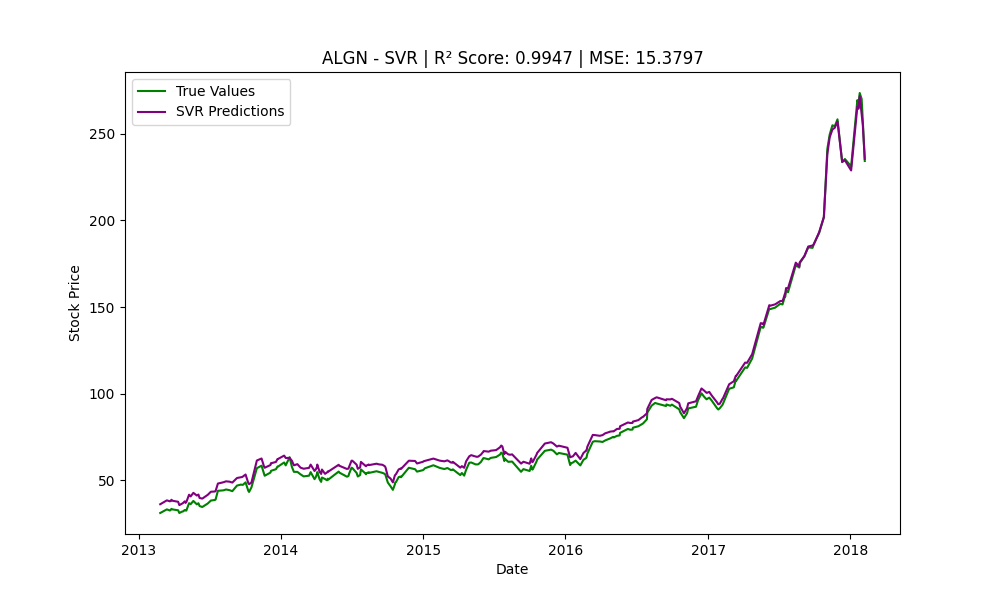 ALGN - SVR | R² Score: 0.9947 | MSE: 15.3797
True Values
SVR Predictions
250
200
150
100
50
Stock Price
2013 2014 2015 2016 2017 2018
Date